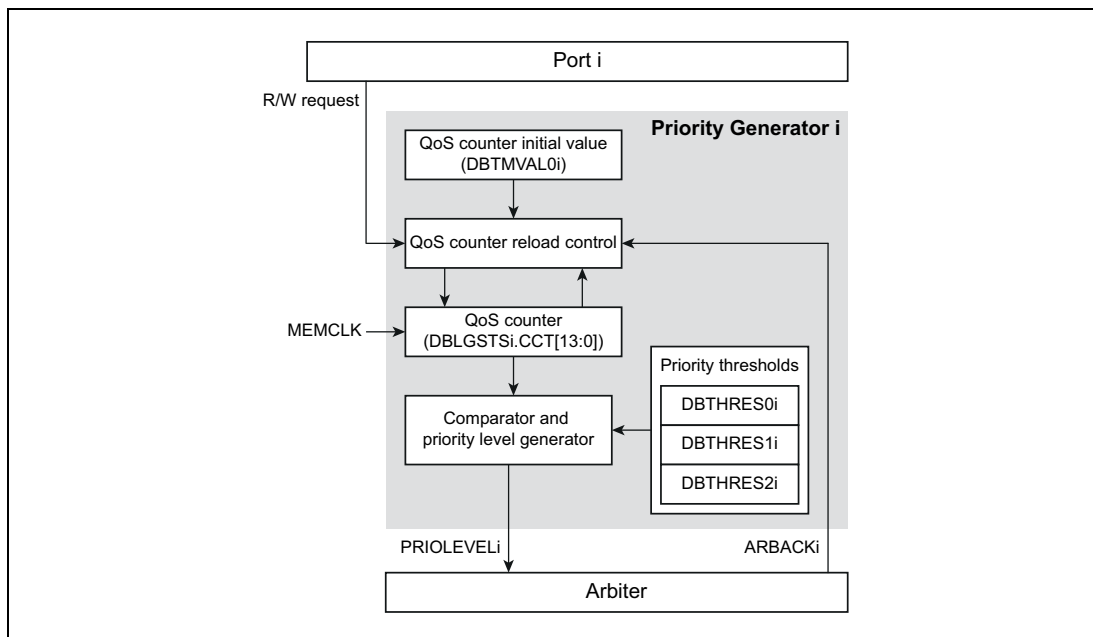 Port i
R/W request
Priority Generator i
QoS counter initial value
(DBTMVAL0i)
QoS counter reload control
MEMCLK
QoS counter
(DBLGSTSi.CCT[13:0])
Priority thresholds
DBTHRES0i
DBTHRES1i
DBTHRES2i
Comparator and
priority level generator
PRIOLEVELi
ARBACKi
Arbiter